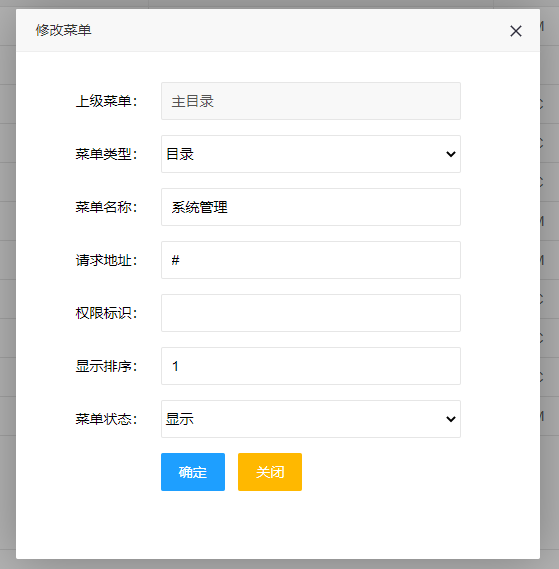 修改菜单
上级菜单： 主目录
菜单类型： 目录
菜单名称： 系统管理
请求地址： #
权限标识：
显示排序： 1
菜单状态： 显示
确定 关闭